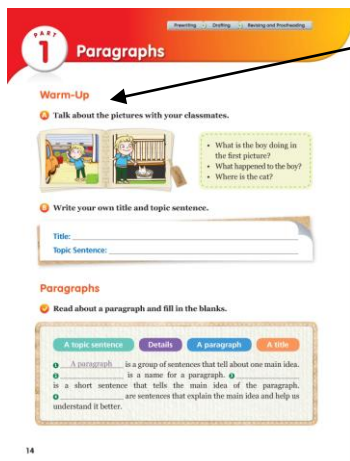 Prewriting Drafting Revising and Proofreading
PART
1
Paragraphs
Warm-Up
A Talk about the pictures with your classmates.
• What is the boy doing in
the first picture?
• What happened to the boy?
• Where is the cat?
B Write your own title and topic sentence.
Title:
Topic Sentence:
Paragraphs
Read about a paragraph and fill in the blanks.
A topic sentence Details A paragraph A title
1 A paragraph is a group of sentences that tell about one main idea.
2 is a name for a paragraph. 3
is a short sentence that tells the main idea of the paragraph.
4 are sentences that explain the main idea and help us
understand it better.
14